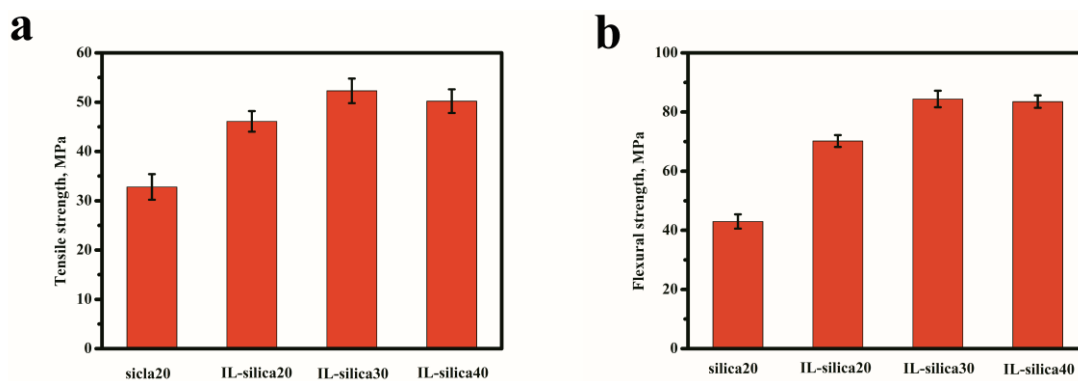 a
Tensile strength, MPa
60
50
40
30
20
10
0
sicla20 IL-silica20 IL-silica30 IL-silica40
b
Flexural strength, MPa
100
80
60
40
20
0
silica20 IL-silica20 IL-silica30 IL-silica40